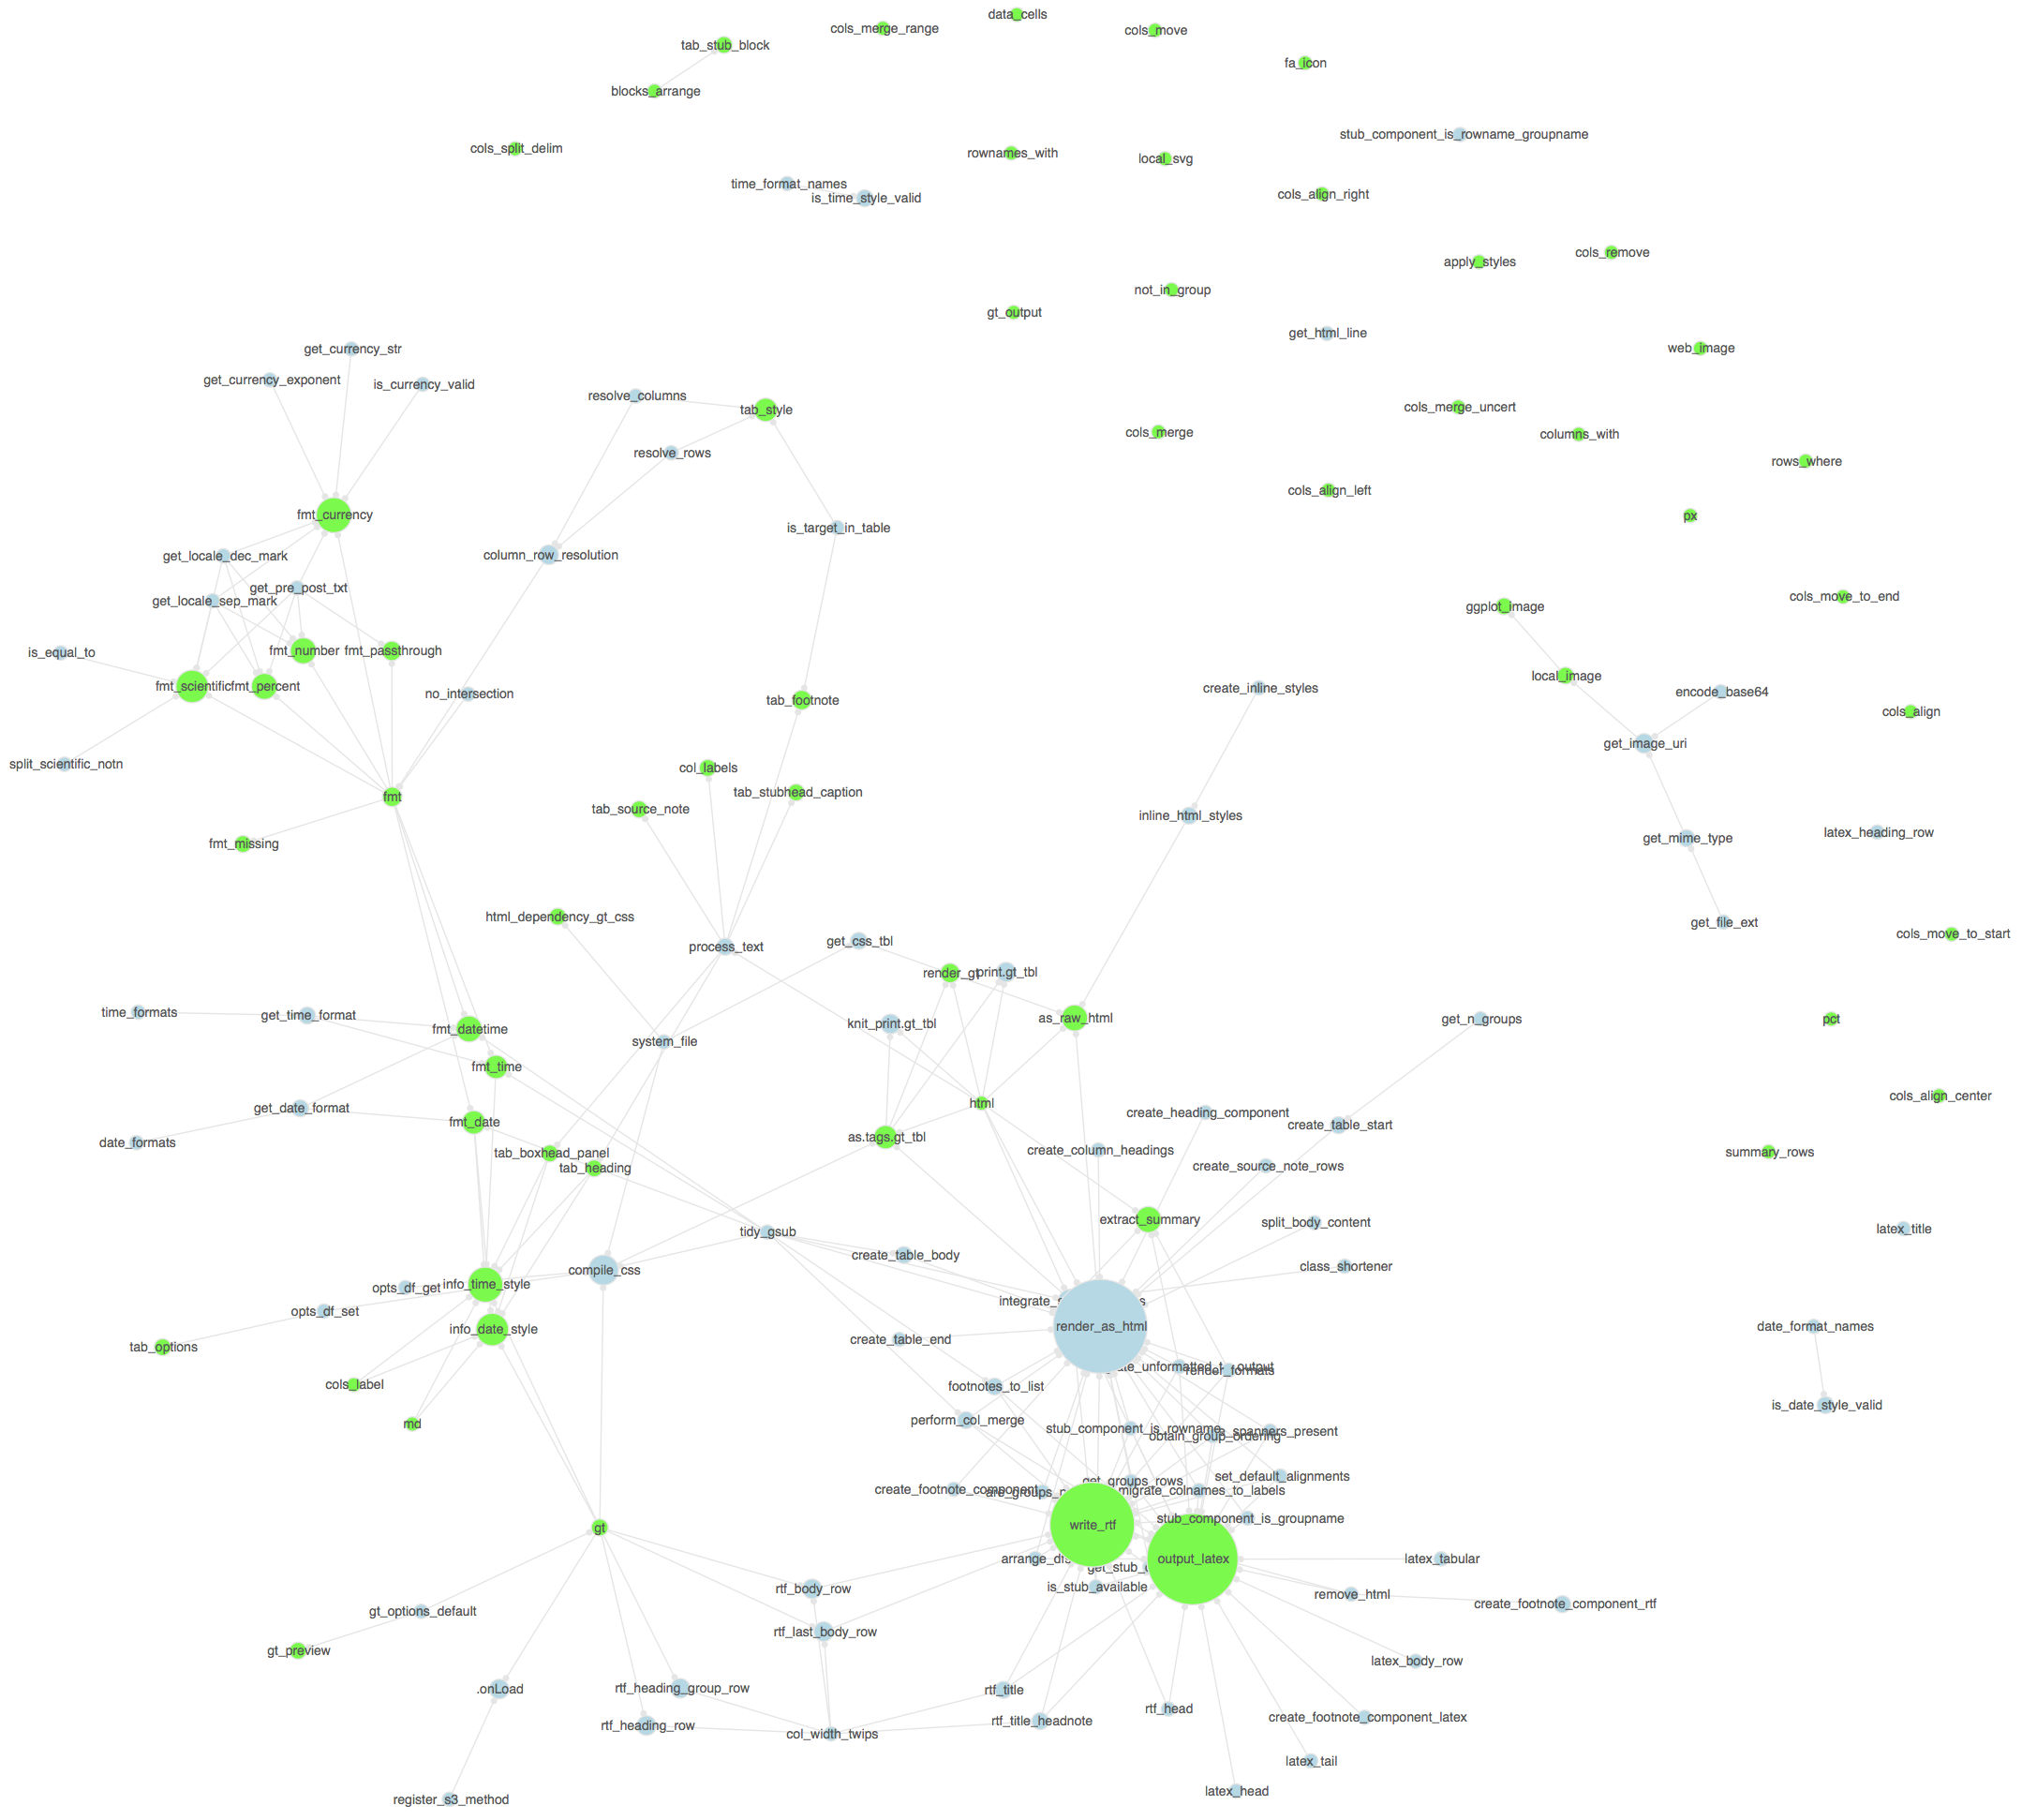 data_cells
cols_merge_range
cols_move
tab_stub_block
fa_icon
blocks_arrange
stub_component_is_rowname_groupname
cols_split_delim
rownames_with
local_svg
time_format_names
is_time_style_valid
cols_align_right
cols_remove
apply_styles
not_in_group
gt_output
get_html_line
get_currency_str
web_image
get_currency_exponent
is_currency_valid
resolve_columns
tab_style
cols_merge_uncert
cols_merge
columns_with
resolve_rows
rows_where
cols_align_left
fmt_currency
px
is_target_in_table
get_locale_dec_mark
column_row_resolution
get_pre_post_txt
get_locale_sep_mark
cols_move_to_end
ggplot_image
is_equal_to
fmt_number
fmt_passthrough
local_image
fmt_scientific
fmt_percent
no_intersection
create_inline_styles
encode_base64
tab_footnote
cols_align
get_image_uri
split_scientific_notn
col_labels
tab_stubhead_caption
fmt
tab_source_note
inline_html_styles
latex_heading_row
get_mime_type
fmt_missing
html_dependency_gt_css
get_file_ext
cols_move_to_start
process_text
get_css_tbl
render_gt
print.gt_tbl
time_formats
get_time_format
as_raw_html
get_n_groups
pct
knit_print.gt_tbl
fmt_datetime
system_file
fmt_time
cols_align_center
html
get_date_format
create_heading_component
fmt_date
create_table_start
as.tags.gt_tbl
date_formats
create_column_headings
tab_boxhead_panel
summary_rows
tab_heading
create_source_note_rows
extract_summary
split_body_content
latex_title
tidy_gsub
create_table_body
class_shortener
compile_css
info_time_style
opts_df_get
integrate_
opts_df_set
render_as_html
date_format_names
info_date_style
create_table_end
tab_options
render_formats
cols_label
footnotes_to_list
is_date_style_valid
perform_col_merge
md
stub_component_is_rowname
spanners_present
obtain_group_ordering
set_default_alignments
get_groups_rows
create_footnote_component
migrate_colnames_to_labels
stub_component_is_groupname
write_rtf
gt
output_latex
latex_tabular
is_stub_available
rtf_body_row
remove_html
create_footnote_component_rtf
gt_options_default
rtf_last_body_row
gt_preview
latex_body_row
.onLoad
rtf_heading_group_row
rtf_title
rtf_head
create_footnote_component_latex
rtf_title_headnote
rtf_heading_row
col_width_twips
latex_tail
latex_head
register_s3_method